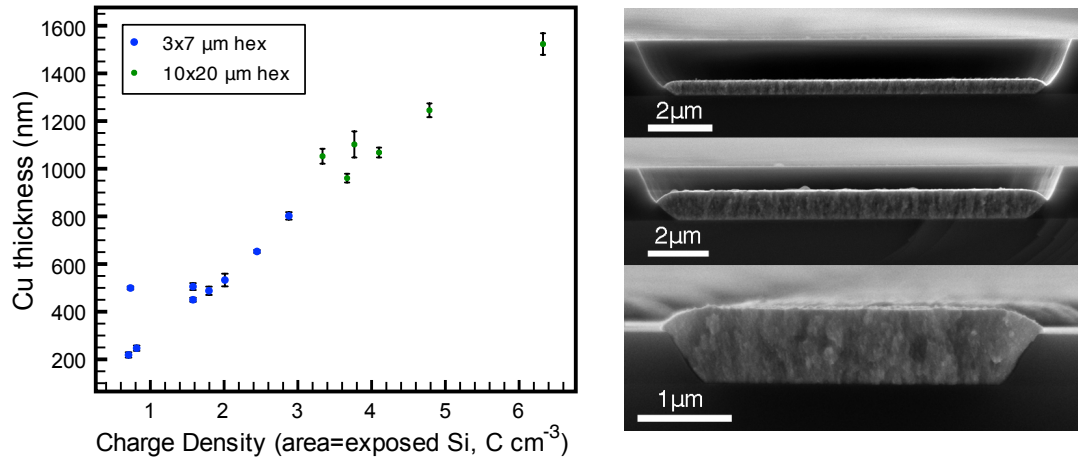 1600
1400
1200
1000
800
600
400
200
Cu thickness (nm)
3x7 µm hex
10x20 µm hex
1
2
3
4
5
6
Charge Density (area=exposed Si, C cm-3)
2µm
2µm
1µm